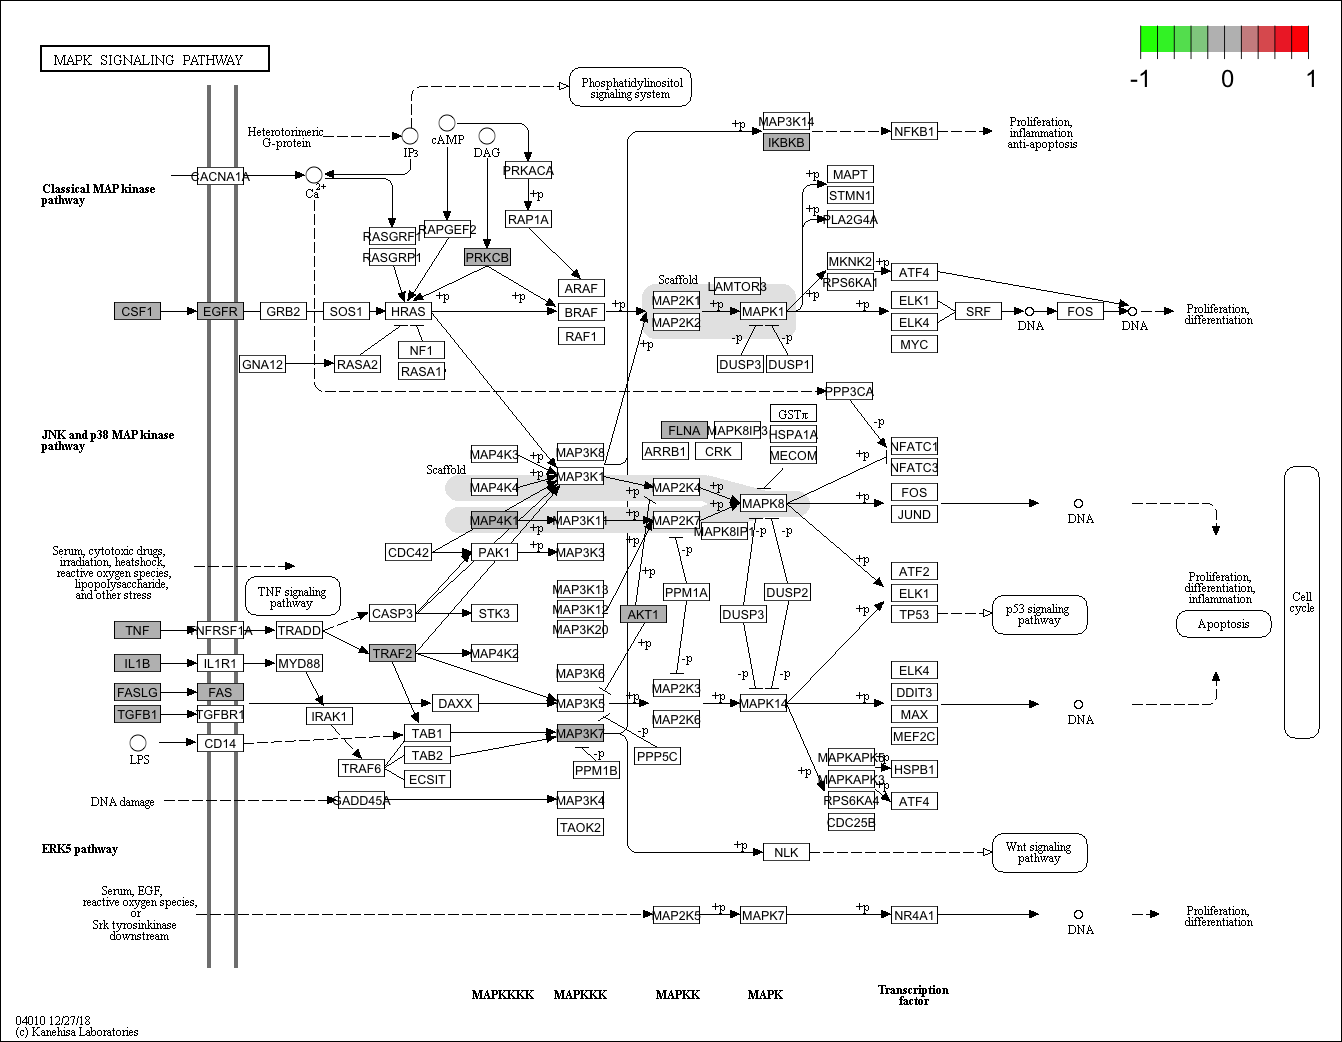 MAPK SIGNALING PATHWAY
-1
0
1
Phosphatidylinositol
signaling system
Heterotorimeric
G-protein
IP3
cAMP
DAG
+p
MAP3K14
IKBKB
NFKB1
Proliferation,
inflammation
anti-apoptosis
Classical MAP kinase
pathway
CACNA1A
Ca2+
PRKACA
+p
RAP1A
RASGRF1
RASGRP1
RAPGEF2
PRKCB
+p
MAPT
STMN1
+p
PLA2G4A
MKNK2
RPS6KA1
+p
+p
+p
ATF4
CSF1
EGFR
GRB2
SOS1
HRAS
+p
+p
ARAF
BRAF
RAF1
+p
+p
Scaffold
MAP2K1
MAP2K2
+p
LAMTOR3
MAPK1
+p
ELK1
ELK4
MYC
SRF
DNA
FOS
DNA
Proliferation,
differentiation
GNA12
RASA2
NF1
RASA1
-p
-p
DUSP3
DUSP1
PPP3CA
-p
JNK and p38 MAP kinase
pathway
Scaffold
MAP4K3
MAP4K4
MAP4K1
+p
+p
+p
+p
+p
MAP3K8
MAP3K1
MAP3K11
MAP3K3
FLNA
MAPK8IP3
ARRB1
CRK
GSTπ
HSPA1A
MECOM
+p
+p
MAP2K4
MAP2K7
+p
+p
MAPK8
MAPK8IP1
NFATC1
NFATC3
+p
+p
FOS
JUND
DNA
CDC42
PAK1
+p
-p
-p
-p
+p
+p
ATF2
ELK1
TP53
p53 signaling
pathway
Proliferation,
differentiation,
inflammation
Apoptosis
Cell
cycle
Serum, cytotoxic drugs,
irradiation, heatshock,
reactive oxygen species,
lipopolysaccharide,
and other stress
TNF signaling
pathway
CASP3
STK3
MAP3K13
MAP3K12
MAP3K20
AKT1
+p
PPM1A
DUSP3
DUSP2
TNF
TNFRSF1A
TRADD
TRAF2
MAP4K2
-p
-p
-p
IL1B
IL1R1
MYD88
MAP3K6
FASLG
FAS
TGFB1
TGFBR1
IRAK1
DAXX
MAP3K5
+p
MAP2K3
MAP2K6
+p
MAPK14
+p
ELK4
DDIT3
MAX
MEF2C
DNA
LPS
CD14
TAB1
TAB2
ECSIT
TRAF6
MAP3K7
-p
-p
PPM1B
PPP5C
+p
MAPKAPK5
MAPKAPK3
RPS6KA4
CDC25B
+p
+p
HSPB1
ATF4
DNA damage
GADD45A
MAP3K4
TAOK2
ERK5 pathway
+p
NLK
Wnt signaling
pathway
Serum, EGF,
reactive oxygen species,
or
Srk tyrosinkinase
downstream
MAP2K5
+p
MAPK7
+p
NR4A1
DNA
Proliferation,
differentiation
MAPKKKK
MAPKKK
MAPKK
MAPK
Transcription
factor
04010 12/27/18
(c) Kanehisa Laboratories